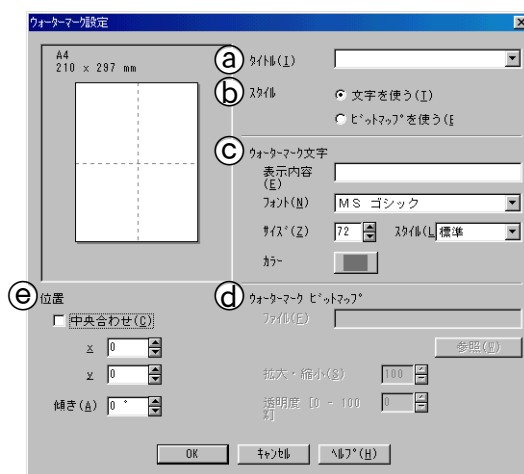 ウォーターマーク設定
A4
210 x 297 mm
ⓐ ﾀｲﾄﾙ(I)
ⓑ ｽﾀｲﾙ
文字を使う(T)
ﾋﾞｯﾄﾏｯﾌﾟを使う(B
ⓒ ｳｫｰﾀｰﾏｰｸ文字
表示内容
(E)
ﾌｫﾝﾄ(N) ＭＳ ゴシック
ｻｲｽﾞ(Z) 72 ｽﾀｲﾙ(L 標準
ｶﾗｰ
ⓔ 位置
中央合わせ(C)
x 0
y 0
傾き(A) 0 °
ⓓ ｳｫｰﾀｰﾏｰｸ ﾋﾞｯﾄﾏｯﾌﾟ
ﾌｧｲﾙ(F)
参照(W)
拡大・縮小(S) 100
透明度 [0 - 100 0
%]
OK ｷｬﾝｾﾙ ﾍﾙﾌﾟ(H)